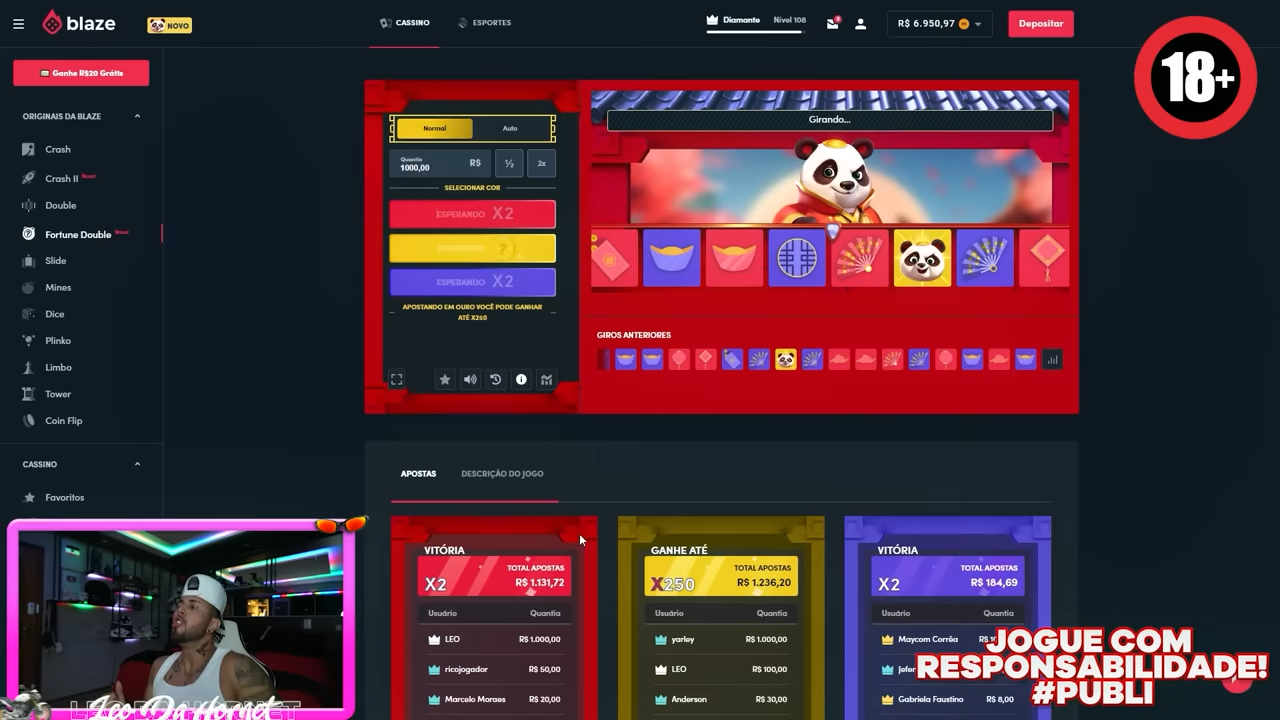 blaze
NOVO
CASSINO
ESPORTES
Diamante Nível 108
3
R$ 6.950,97
Depositar
18+
Ganhe R$20 Grátis
ORIGINAIS DA BLAZE
Crash
Crash II Novo!
Double
Fortune Double Novo!
Slide
Mines
Dice
Plinko
Limbo
Tower
Coin Flip
CASSINO
Favoritos
Normal Auto
Quantia
1000,00 R$ ½ 2x
SELECIONAR COR
ESPERANDO X2
?
ESPERANDO X2
APOSTANDO EM OURO VOCÊ PODE GANHAR
ATÉ X250
Girando...
GIROS ANTERIORES
APOSTAS DESCRIÇÃO DO JOGO
VITÓRIA
TOTAL APOSTAS
X2 R$ 1.131,72
Usuário Quantia
LEO R$ 1.000,00
ricojogador R$ 50,00
Marcelo Moraes R$ 20,00
GANHE ATÉ
TOTAL APOSTAS
X250 R$ 1.236,20
Usuário Quantia
yarley R$ 1.000,00
LEO R$ 100,00
Anderson R$ 30,00
VITÓRIA
TOTAL APOSTAS
X2 R$ 184,69
Usuário Quantia
Maycom Corrêa
Gabriela Faustino R$ 8,00
JOGUE COM
RESPONSABILIDADE!
#PUBLI
Leo Da Hornet